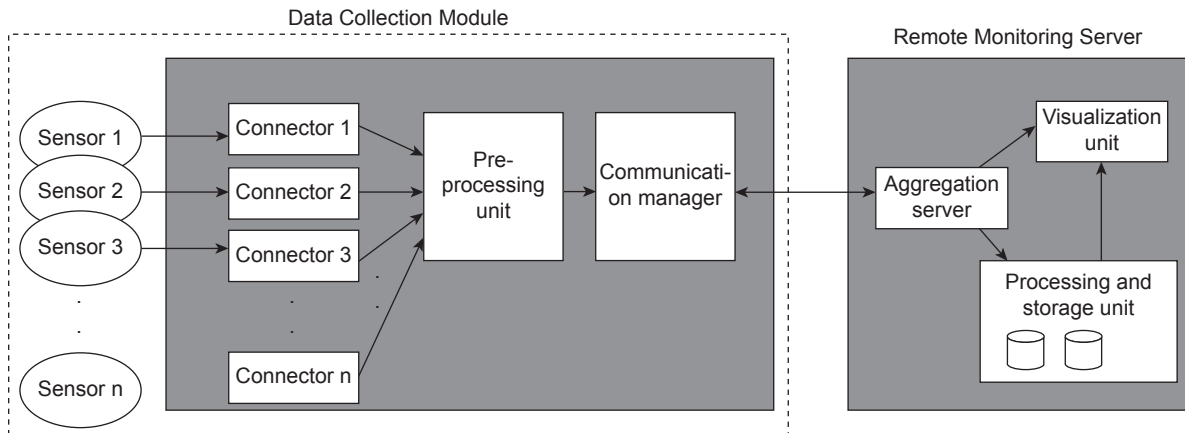 Data Collection Module
Remote Monitoring Server
Sensor 1
Sensor 2
Sensor 3
.
.
Sensor n
Connector 1
Connector 2
Connector 3
.
.
Connector n
.
.
Pre-
processing
unit
Communicati-
on manager
Aggregation
server
Visualization
unit
Processing and
storage unit